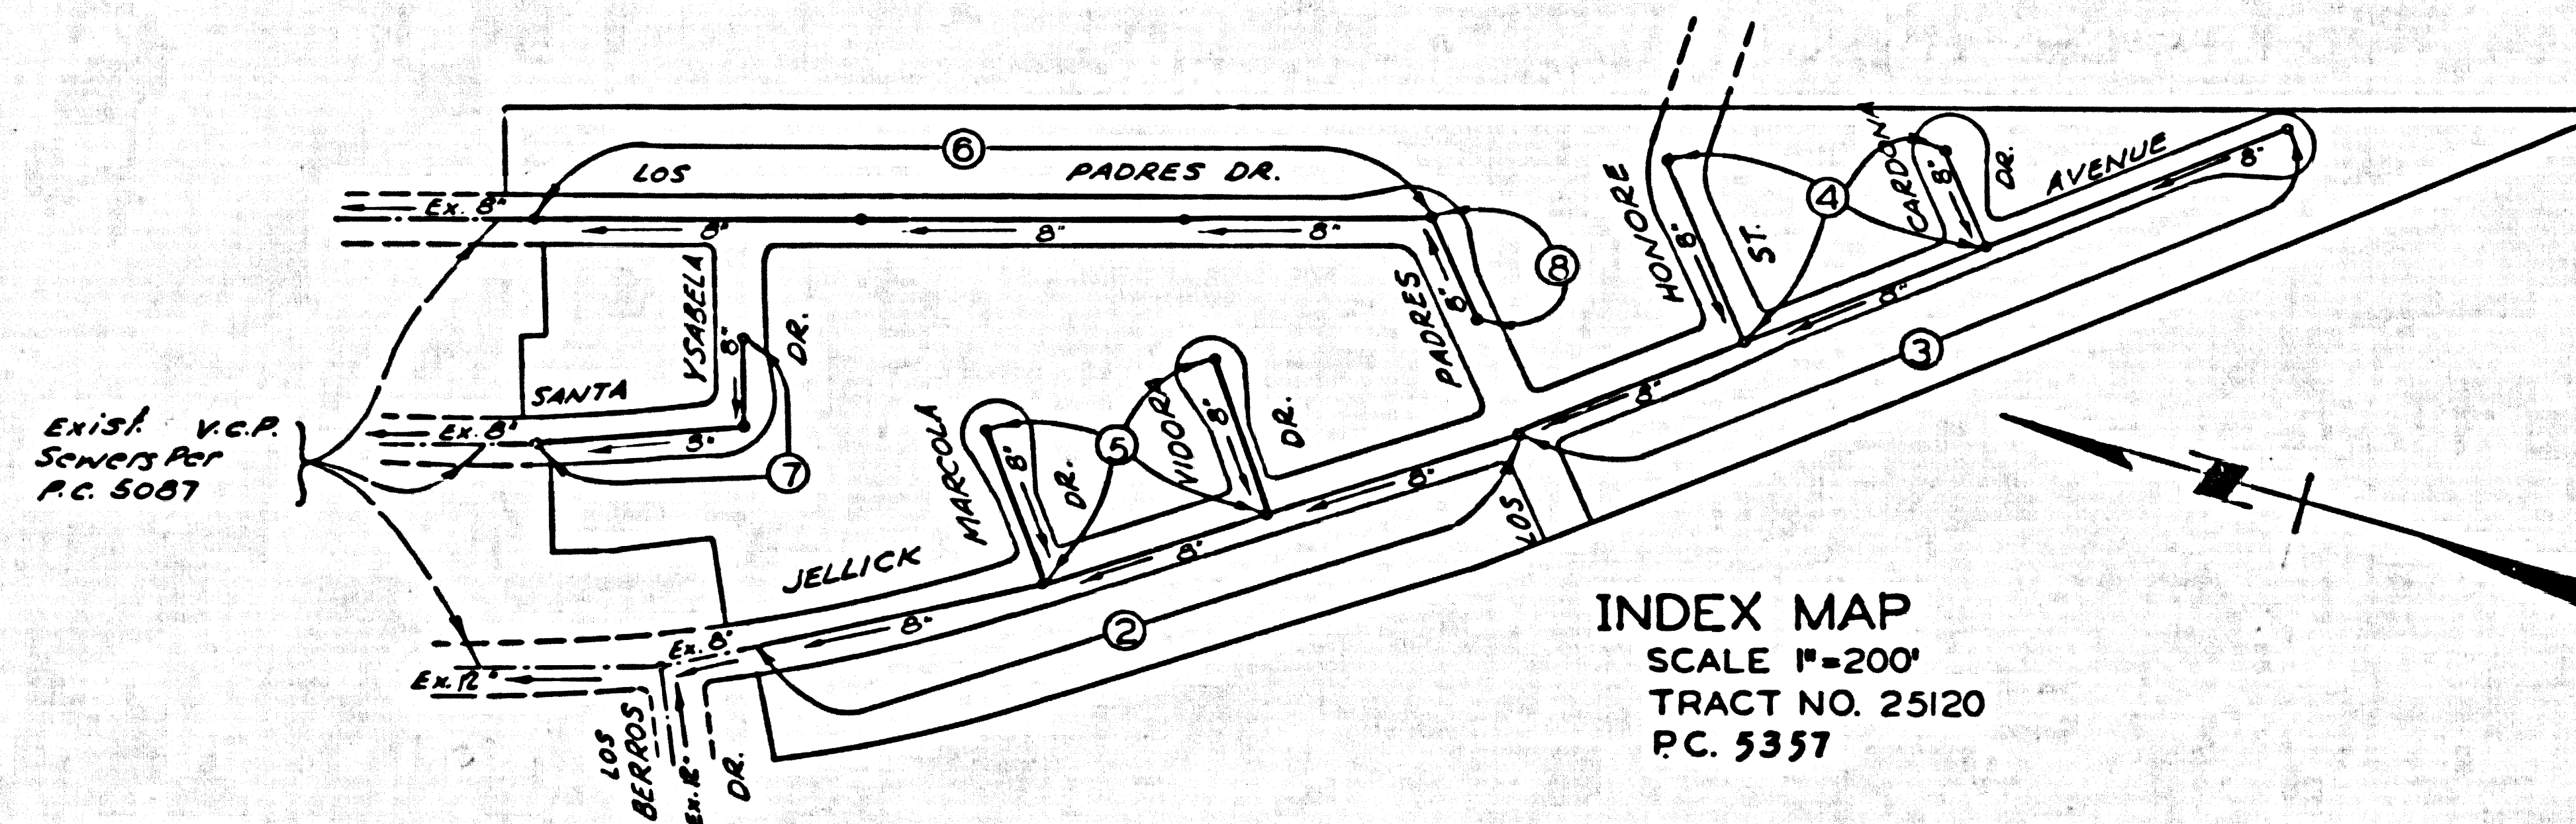 6
LOS PADRES DR.
Ex. 8"
8"
8"
8"
YSABELA DR.
8"
SANTA
Ex. 8"
8"
7
Exist. V.C.P.
Sewers Per
P.C. 5087
PADRES
8"
8
HONORE ST.
8"
4
CARDONA DR.
8"
AVENUE
8"
8"
3
8"
MARCOLA DR.
8"
5
VIDORA DR.
8"
8"
LOS
8"
JELLICK
8"
2
Ex. 8"
Ex. 12"
LOS
BERROS
Ex. 12"
DR.
N
INDEX MAP
SCALE 1"=200'
TRACT NO. 25120
P.C. 5357